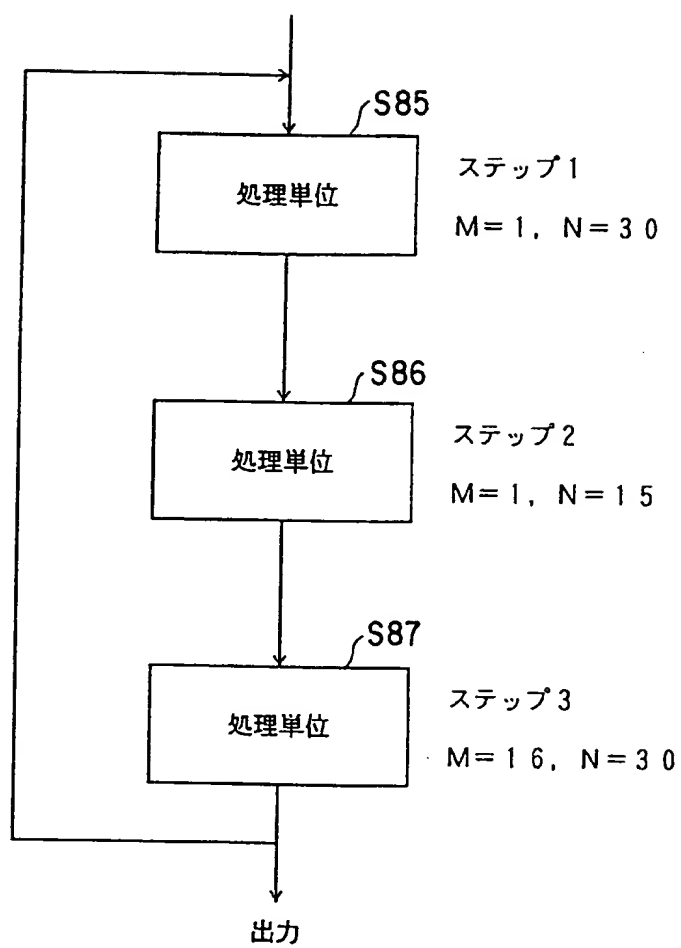 S85
処理単位
ステップ1
M=1, N=30
S86
処理単位
ステップ2
M=1, N=15
S87
処理単位
ステップ3
M=16, N=30
出力